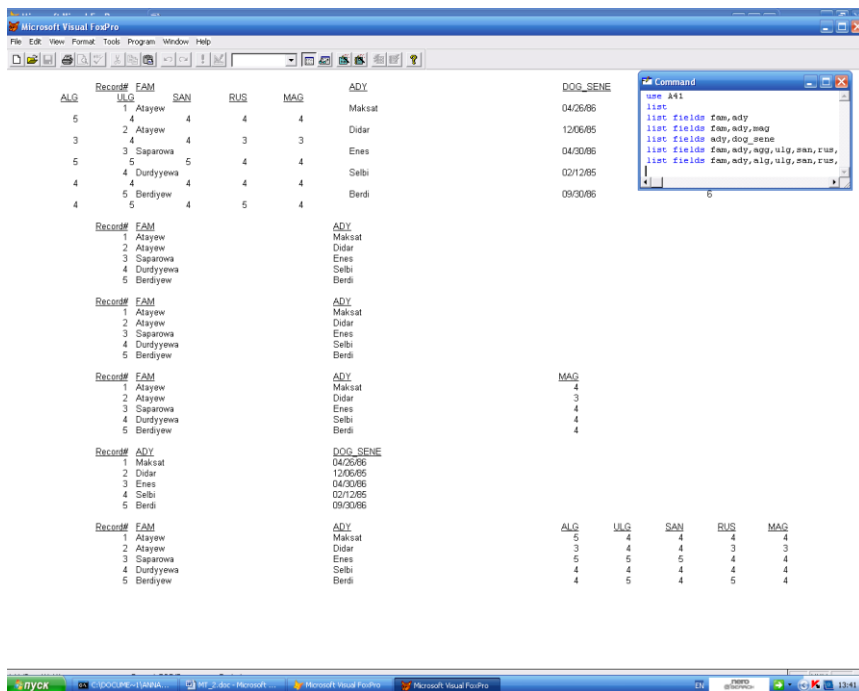 Microsoft Visual FoxPro
File Edit View Format Tools Program Window Help
Record# FAM ADY DOG_SENE
ALG ULG SAN RUS MAG
1 Atayew Maksat 04/26/86
5 4 4 4 4
2 Atayew Didar 12/06/85
3 4 4 3 3
3 Saparowa Enes 04/30/86
5 5 5 4 4
4 Durdyyewa Selbi 02/12/85
4 4 4 4 4
5 Berdiyew Berdi 09/30/86 6
4 5 4 5 4
Command
use A41
list
list fields fam,ady
list fields fam,ady,mag
list fields ady,dog_sene
list fields fam,ady,agg,ulg,san,rus,
list fields fam,ady,alg,ulg,san,rus,
Record# FAM ADY
1 Atayew Maksat
2 Atayew Didar
3 Saparowa Enes
4 Durdyyewa Selbi
5 Berdiyew Berdi
Record# FAM ADY
1 Atayew Maksat
2 Atayew Didar
3 Saparowa Enes
4 Durdyyewa Selbi
5 Berdiyew Berdi
Record# FAM ADY MAG
1 Atayew Maksat 4
2 Atayew Didar 3
3 Saparowa Enes 4
4 Durdyyewa Selbi 4
5 Berdiyew Berdi 4
Record# ADY DOG_SENE
1 Maksat 04/26/86
2 Didar 12/06/85
3 Enes 04/30/86
4 Selbi 02/12/85
5 Berdi 09/30/86
Record# FAM ADY ALG ULG SAN RUS MAG
1 Atayew Maksat 5 4 4 4 4
2 Atayew Didar 3 4 4 3 3
3 Saparowa Enes 5 5 5 4 4
4 Durdyyewa Selbi 4 4 4 4 4
5 Berdiyew Berdi 4 5 4 5 4
пуск C:\DOCUME~1\ANNA... MT_2.doc - Microsoft ... Microsoft Visual FoxPro Microsoft Visual FoxPro EN nero 13:41